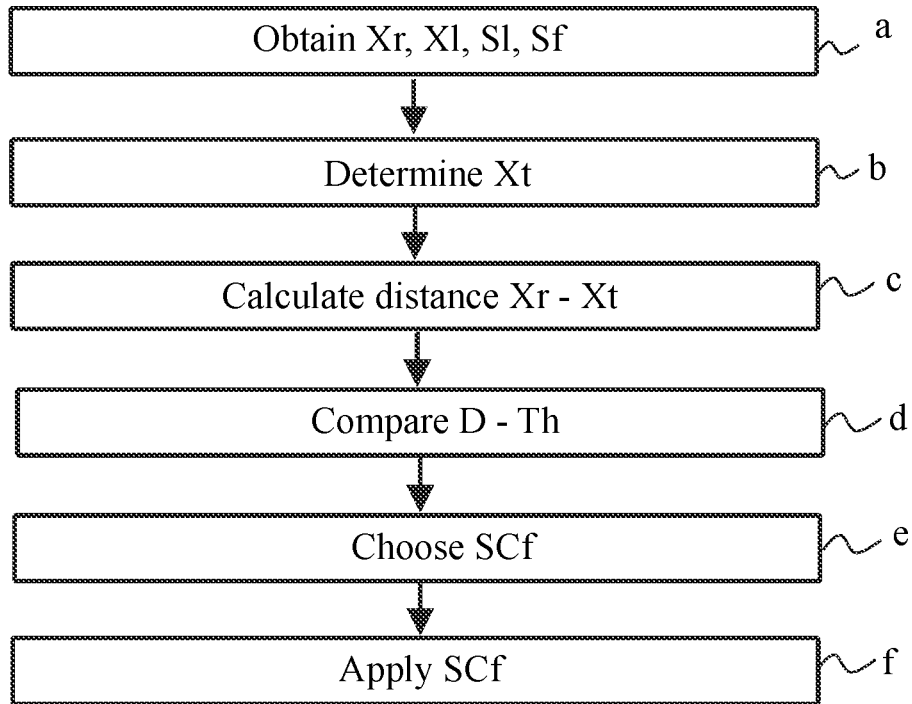 Obtain Xr, Xl, Sl, Sf
a
Determine Xt
b
Calculate distance Xr - Xt
c
Compare D - Th
d
Choose SCf
e
Apply SCf
f